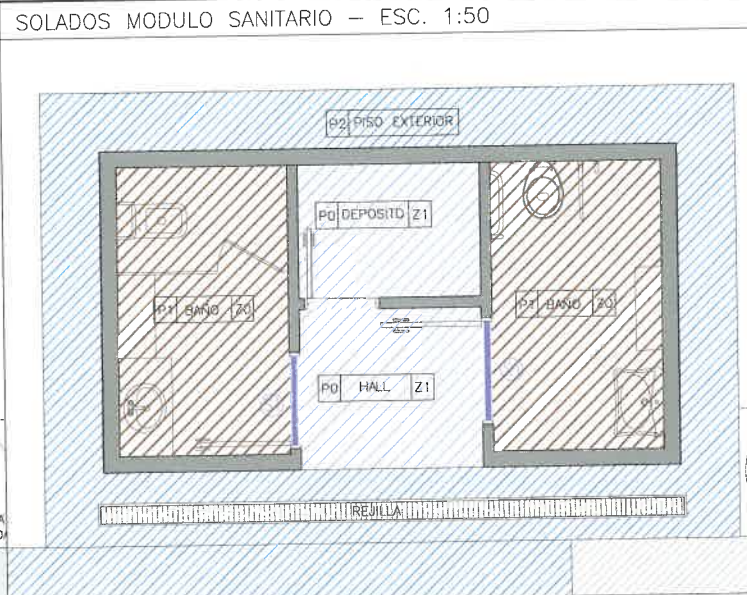 SOLADOS MODULO SANITARIO – ESC. 1:50
P2 PISO EXTERIOR
P0 DEPOSITO Z1
P1 BAÑO Z0
P1 BAÑO Z0
P0 HALL Z1
REJILLA